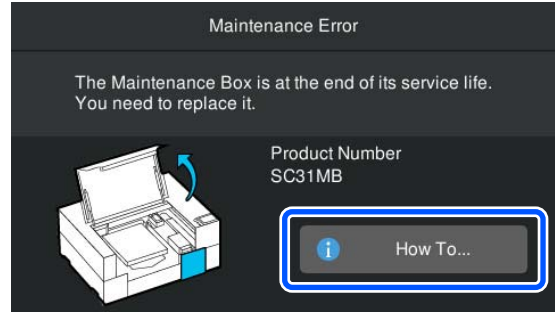 Maintenance Error
The Maintenance Box is at the end of its service life.
You need to replace it.
Product Number
SC31MB
How To...